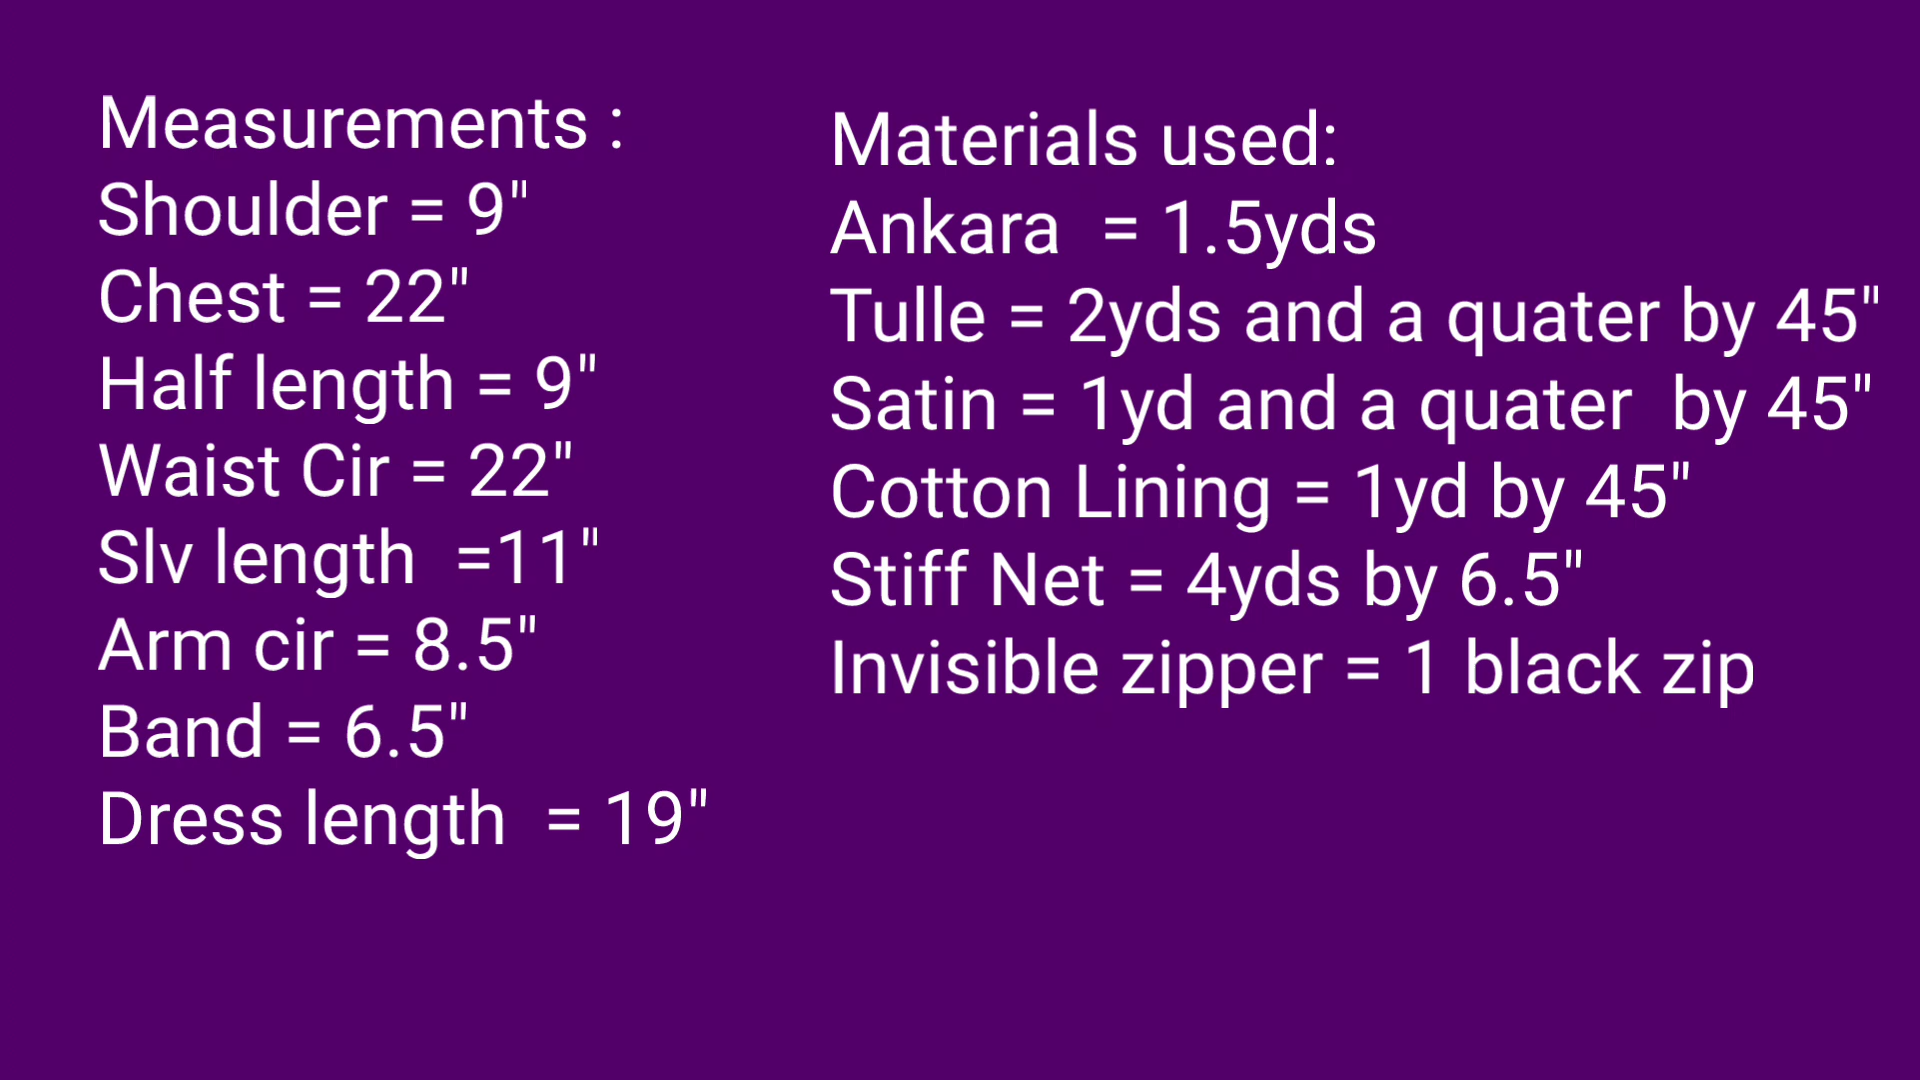 Measurements :
Shoulder = 9"
Chest = 22"
Half length = 9"
Waist Cir = 22"
Slv length  =11"
Arm cir = 8.5"
Band = 6.5"
Dress length  = 19"
Materials used:
Ankara  = 1.5yds
Tulle = 2yds and a quater by 45"
Satin = 1yd and a quater  by 45"
Cotton Lining = 1yd by 45"
Stiff Net = 4yds by 6.5"
Invisible zipper = 1 black zip